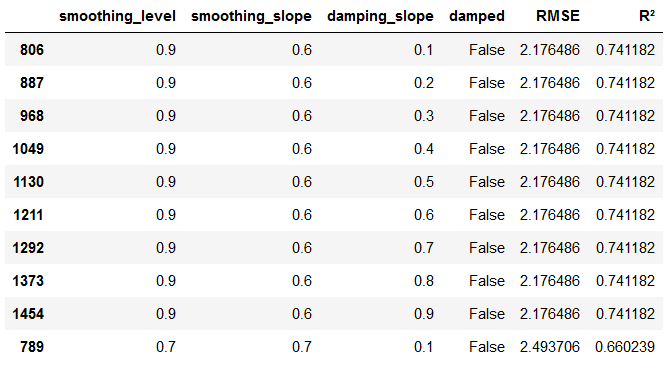 smoothing_level smoothing_slope damping_slope damped RMSE R²
806 0.9 0.6 0.1 False 2.176486 0.741182
887 0.9 0.6 0.2 False 2.176486 0.741182
968 0.9 0.6 0.3 False 2.176486 0.741182
1049 0.9 0.6 0.4 False 2.176486 0.741182
1130 0.9 0.6 0.5 False 2.176486 0.741182
1211 0.9 0.6 0.6 False 2.176486 0.741182
1292 0.9 0.6 0.7 False 2.176486 0.741182
1373 0.9 0.6 0.8 False 2.176486 0.741182
1454 0.9 0.6 0.9 False 2.176486 0.741182
789 0.7 0.7 0.1 False 2.493706 0.660239